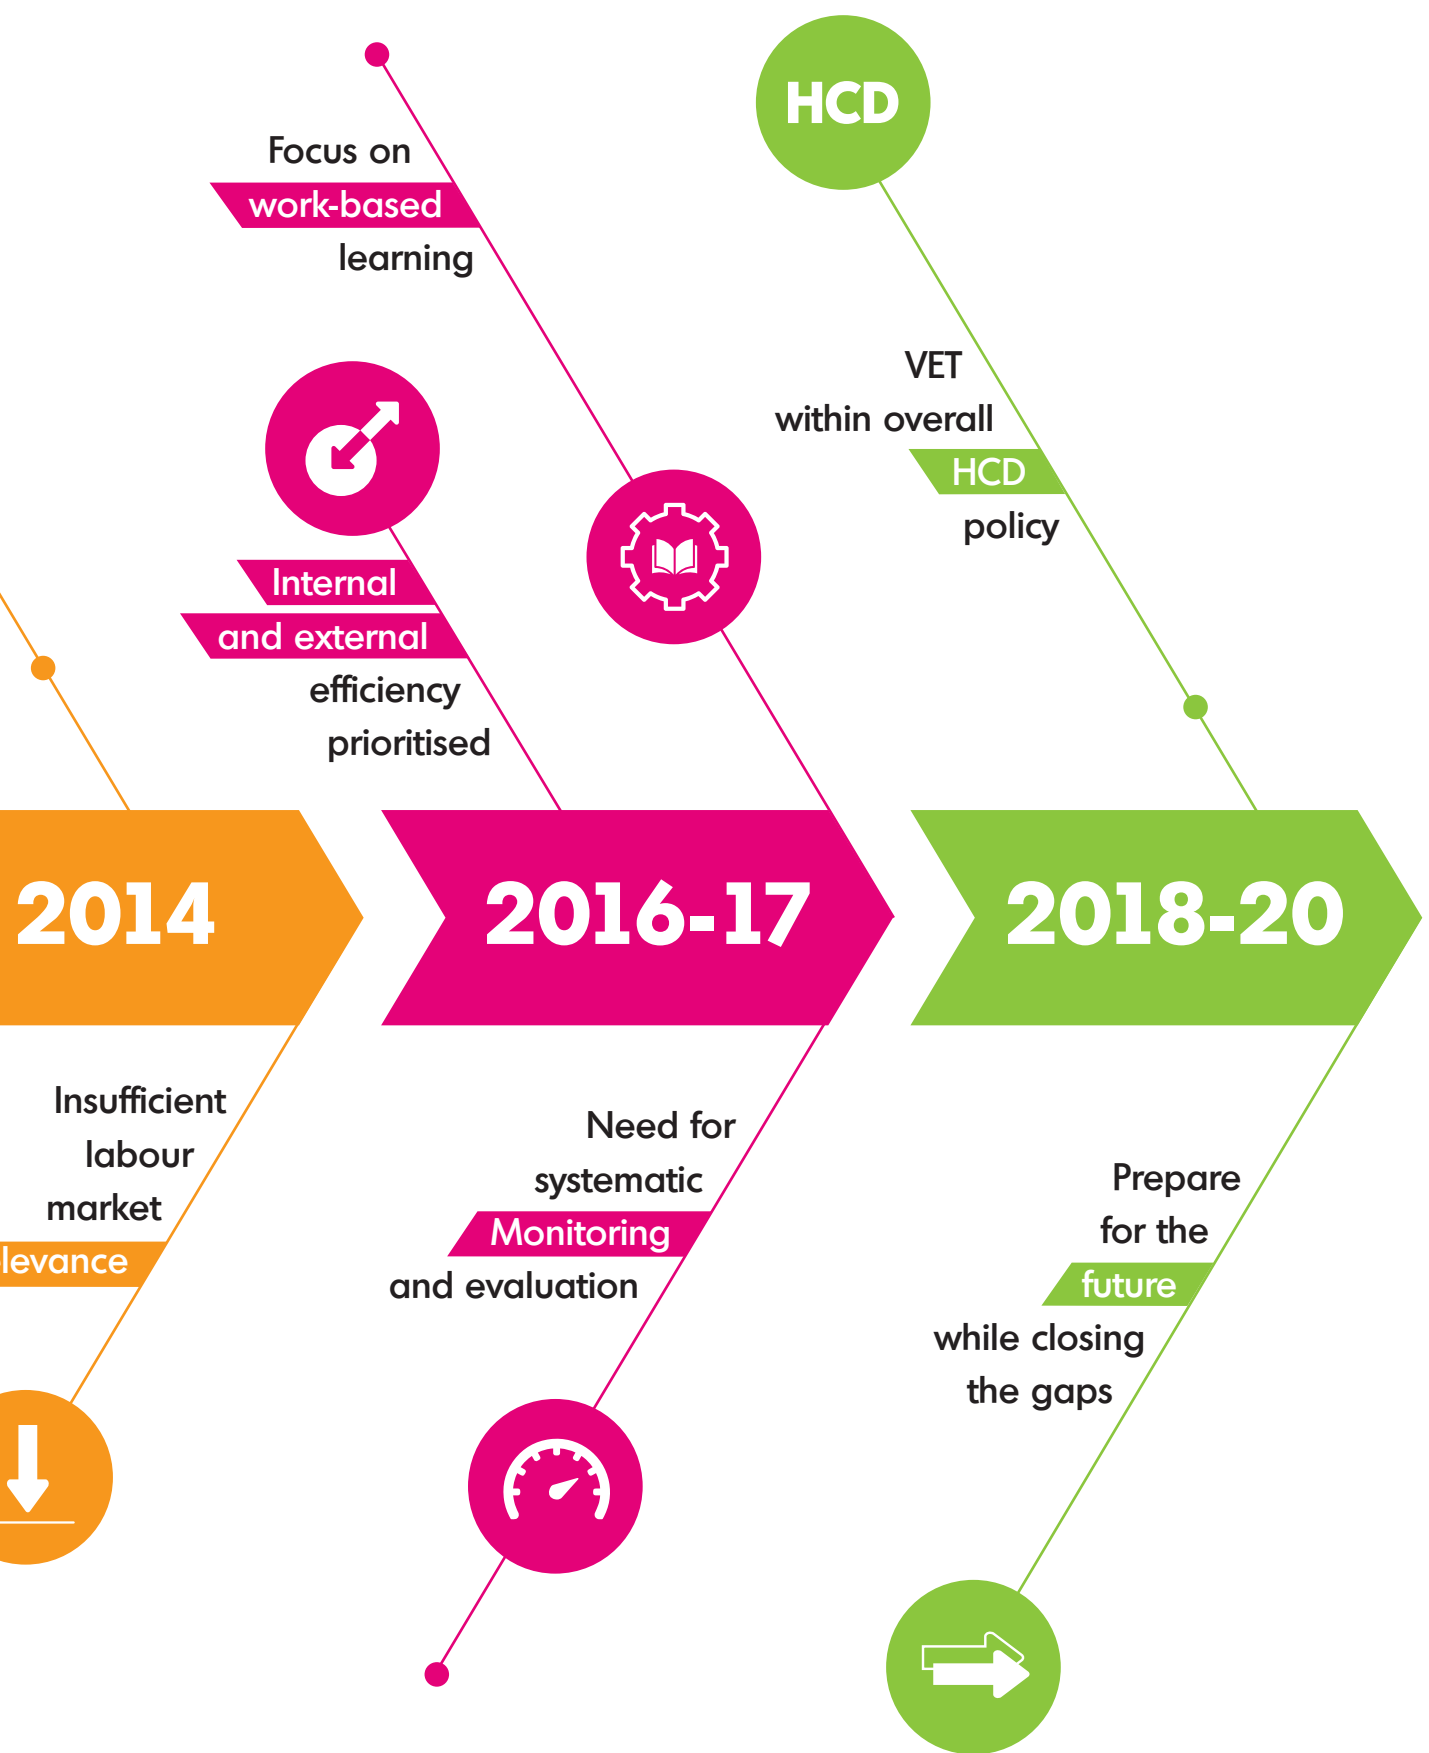 HCD
Focus on
work-based
learning
VET
within overall
HCD
policy
Internal
and external
efficiency
prioritised
2014
2016-17
2018-20
Insufficient
labour
market
Need for
systematic
Monitoring
and evaluation
Prepare
for the
future
while closing
the gaps